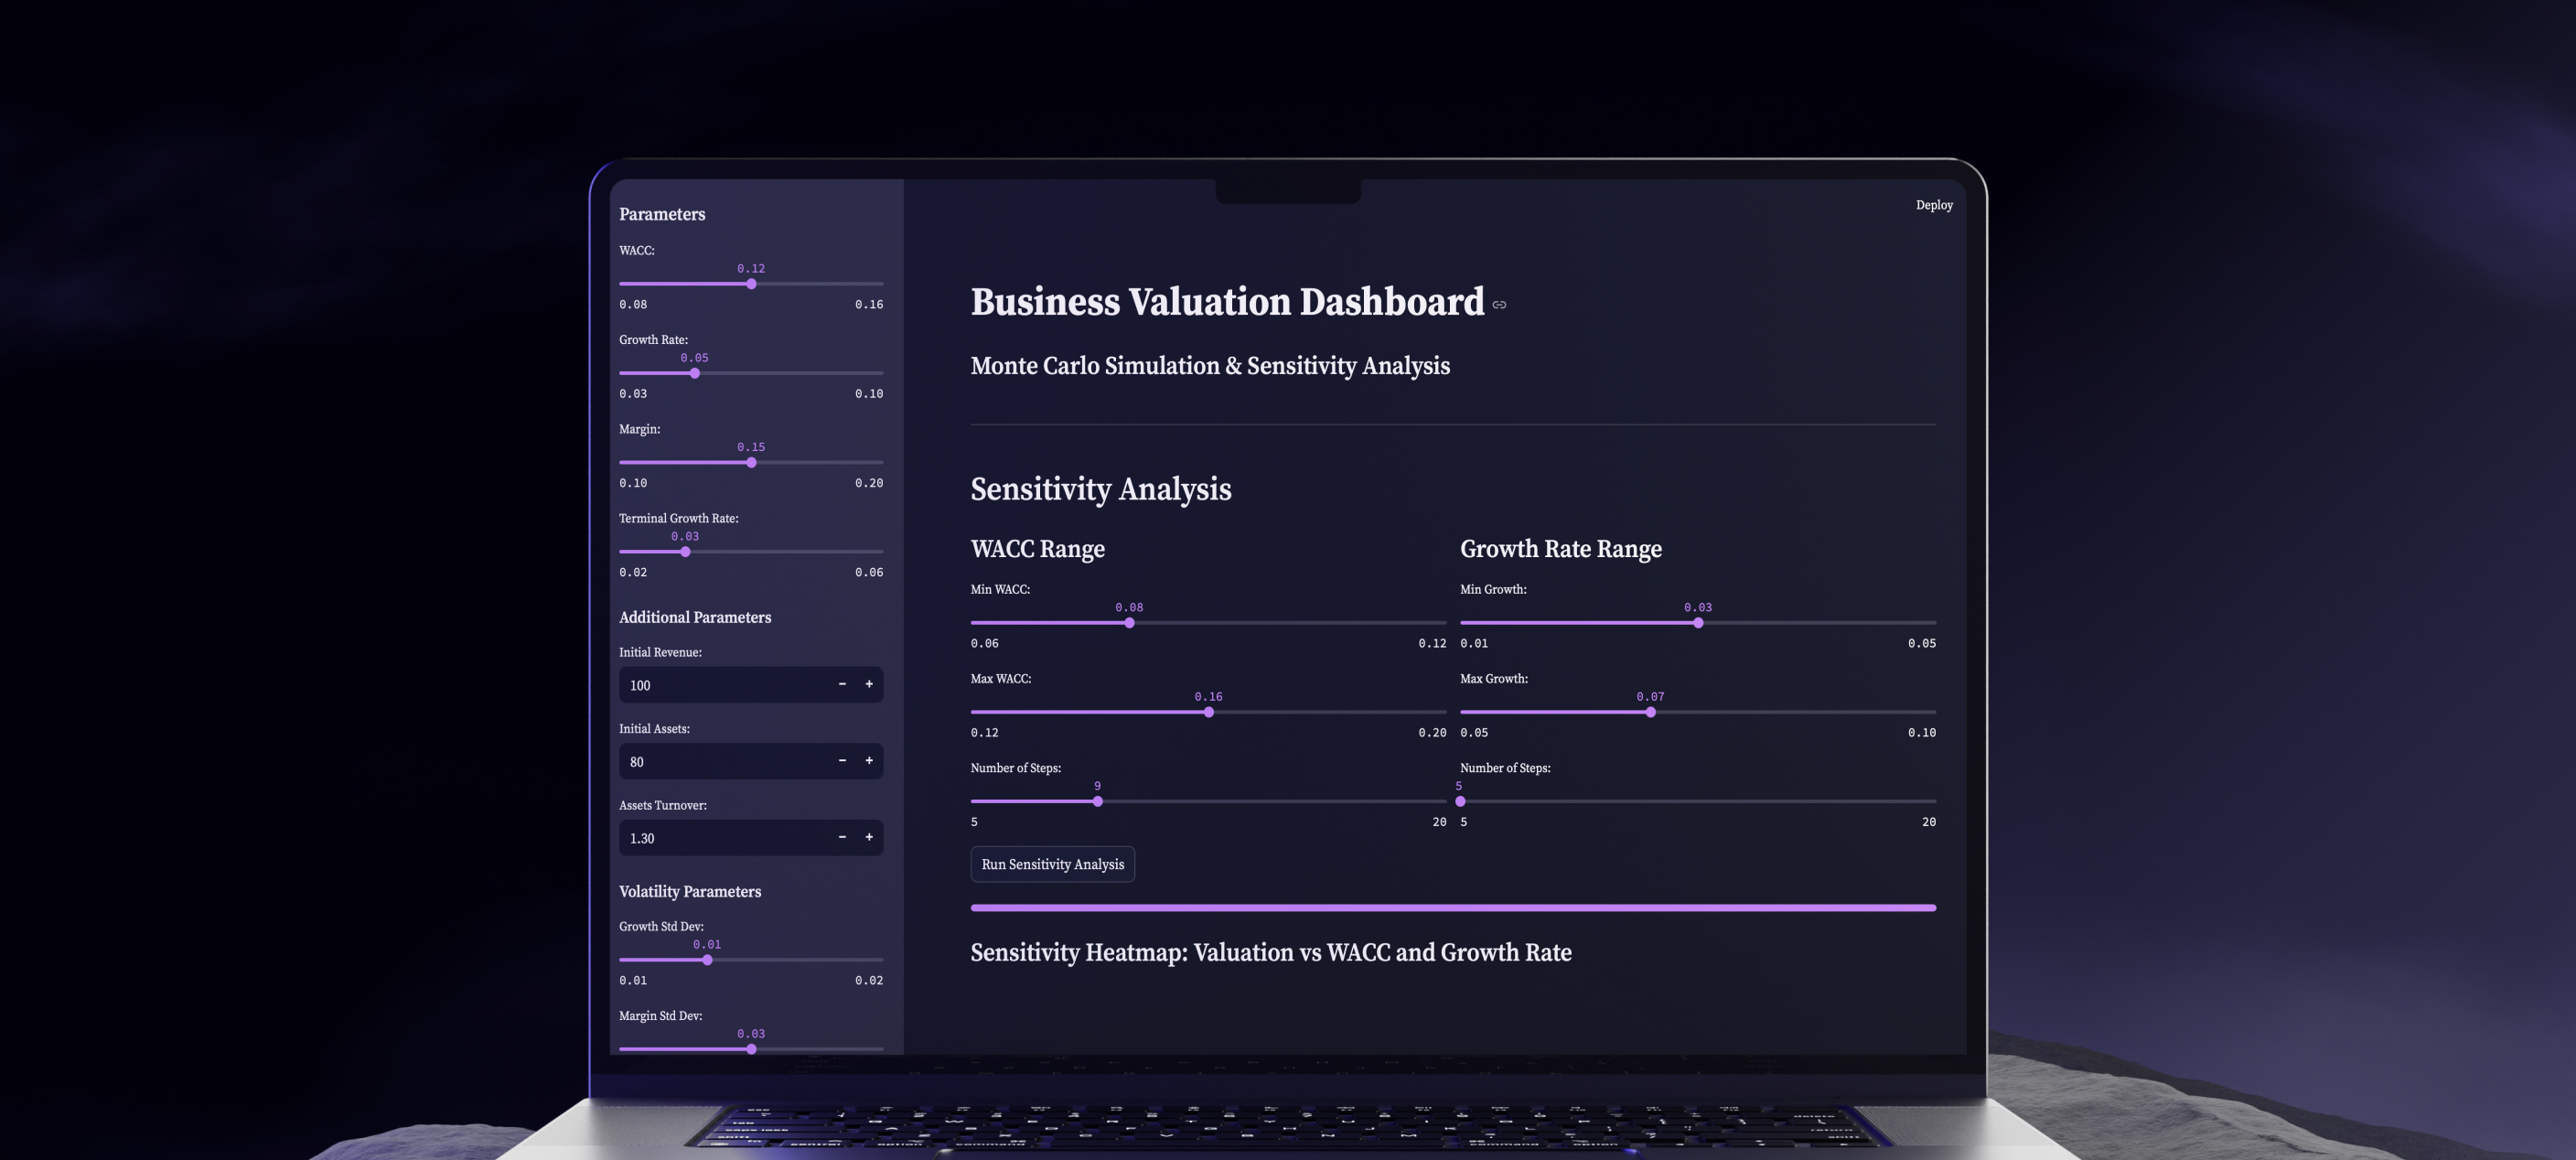 Parameters
WACC:
0.12
0.08 0.16
Growth Rate:
0.05
0.03 0.10
Margin:
0.15
0.10 0.20
Terminal Growth Rate:
0.03
0.02 0.06
Additional Parameters
Initial Revenue:
100 - +
Initial Assets:
80 - +
Assets Turnover:
1.30 - +
Volatility Parameters
Growth Std Dev:
0.01
0.01 0.02
Margin Std Dev:
0.03
Deploy
Business Valuation Dashboard
Monte Carlo Simulation & Sensitivity Analysis
Sensitivity Analysis
WACC Range
Min WACC:
0.08
0.06 0.12
Max WACC:
0.16
0.12 0.20
Number of Steps:
9
5 20
Growth Rate Range
Min Growth:
0.03
0.01 0.05
Max Growth:
0.07
0.05 0.10
Number of Steps:
5
5 20
Run Sensitivity Analysis
Sensitivity Heatmap: Valuation vs WACC and Growth Rate